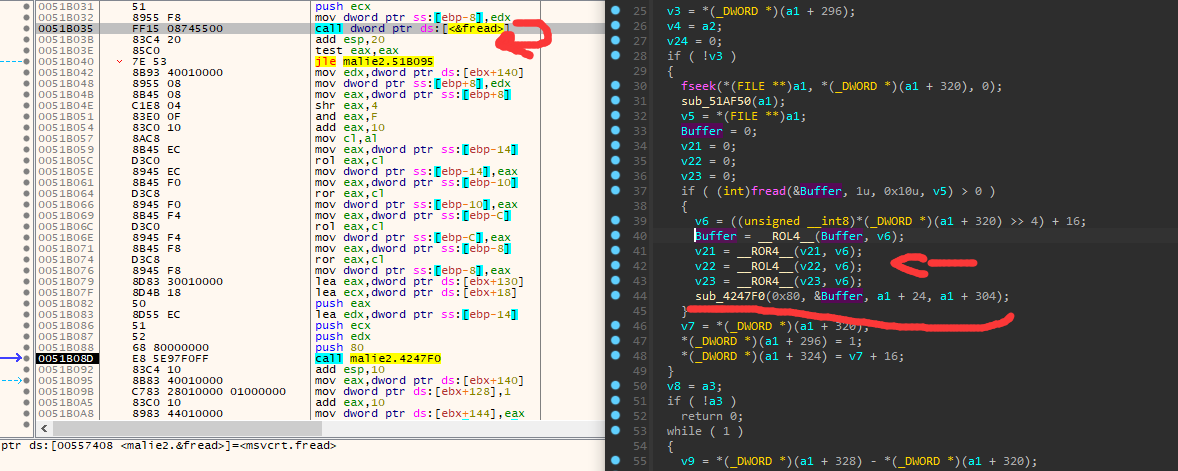 0051B031 51 push ecx
0051B032 8955 F8 mov dword ptr ss:[ebp-8],edx
0051B035 FF15 08745500 call dword ptr ds:[<&fread>]
0051B03B 83C4 20 add esp,20
0051B03E 85C0 test eax,eax
0051B040 7E 53 jle malie2.51B095
0051B042 8B93 40010000 mov edx,dword ptr ds:[ebx+140]
0051B048 8955 08 mov dword ptr ss:[ebp+8],edx
0051B04B 8B45 08 mov eax,dword ptr ss:[ebp+8]
0051B04E C1E8 04 shr eax,4
0051B051 83E0 0F and eax,F
0051B054 83C0 10 add eax,10
0051B057 8AC8 mov cl,al
0051B059 8B45 EC mov eax,dword ptr ss:[ebp-14]
0051B05C D3C0 rol eax,cl
0051B05E 8945 EC mov dword ptr ss:[ebp-14],eax
0051B061 8B45 F0 mov eax,dword ptr ss:[ebp-10]
0051B064 D3C8 ror eax,cl
0051B066 8945 F0 mov dword ptr ss:[ebp-10],eax
0051B069 8B45 F4 mov eax,dword ptr ss:[ebp-C]
0051B06C D3C0 rol eax,cl
0051B06E 8945 F4 mov dword ptr ss:[ebp-C],eax
0051B071 8B45 F8 mov eax,dword ptr ss:[ebp-8]
0051B074 D3C8 ror eax,cl
0051B076 8945 F8 mov dword ptr ss:[ebp-8],eax
0051B079 8D83 30010000 lea eax,dword ptr ds:[ebx+130]
0051B07F 8D4B 18 lea ecx,dword ptr ds:[ebx+18]
0051B082 50 push eax
0051B083 8D55 EC lea edx,dword ptr ss:[ebp-14]
0051B086 51 push ecx
0051B087 52 push edx
0051B088 68 80000000 push 80
0051B08D E8 5E97F0FF call malie2.4247F0
0051B092 83C4 10 add esp,10
0051B095 8B83 40010000 mov eax,dword ptr ds:[ebx+140]
0051B09B C783 28010000 01000000 mov dword ptr ds:[ebx+128],1
0051B0A5 83C0 10 add eax,10
0051B0A8 8983 44010000 mov dword ptr ds:[ebx+144],eax
ptr ds:[00557408 <malie2.&fread>]=<msvcrt.fread>
25 v3 = *(_DWORD *)(a1 + 296);
26 v4 = a2;
27 v24 = 0;
28 if ( !v3 )
29 {
30 fseek(*(FILE **)a1, *(_DWORD *)(a1 + 320), 0);
31 sub_51AF50(a1);
32 v5 = *(FILE **)a1;
33 Buffer = 0;
34 v21 = 0;
35 v22 = 0;
36 v23 = 0;
37 if ( (int)fread(&Buffer, 1u, 0x10u, v5) > 0 )
38 {
39 v6 = ((unsigned __int8)*(_DWORD *)(a1 + 320) >> 4) + 16;
40 Buffer = __ROL4__(Buffer, v6);
41 v21 = __ROR4__(v21, v6);
42 v22 = __ROL4__(v22, v6);
43 v23 = __ROR4__(v23, v6);
44 sub_4247F0(0x80, &Buffer, a1 + 24, a1 + 304);
45 }
46 v7 = *(_DWORD *)(a1 + 320);
47 *(_DWORD *)(a1 + 296) = 1;
48 *(_DWORD *)(a1 + 324) = v7 + 16;
49 }
50 v8 = a3;
51 if ( !a3 )
52 return 0;
53 while ( 1 )
54 {
55 v9 = *(_DWORD *)(a1 + 328) - *(_DWORD *)(a1 + 320);